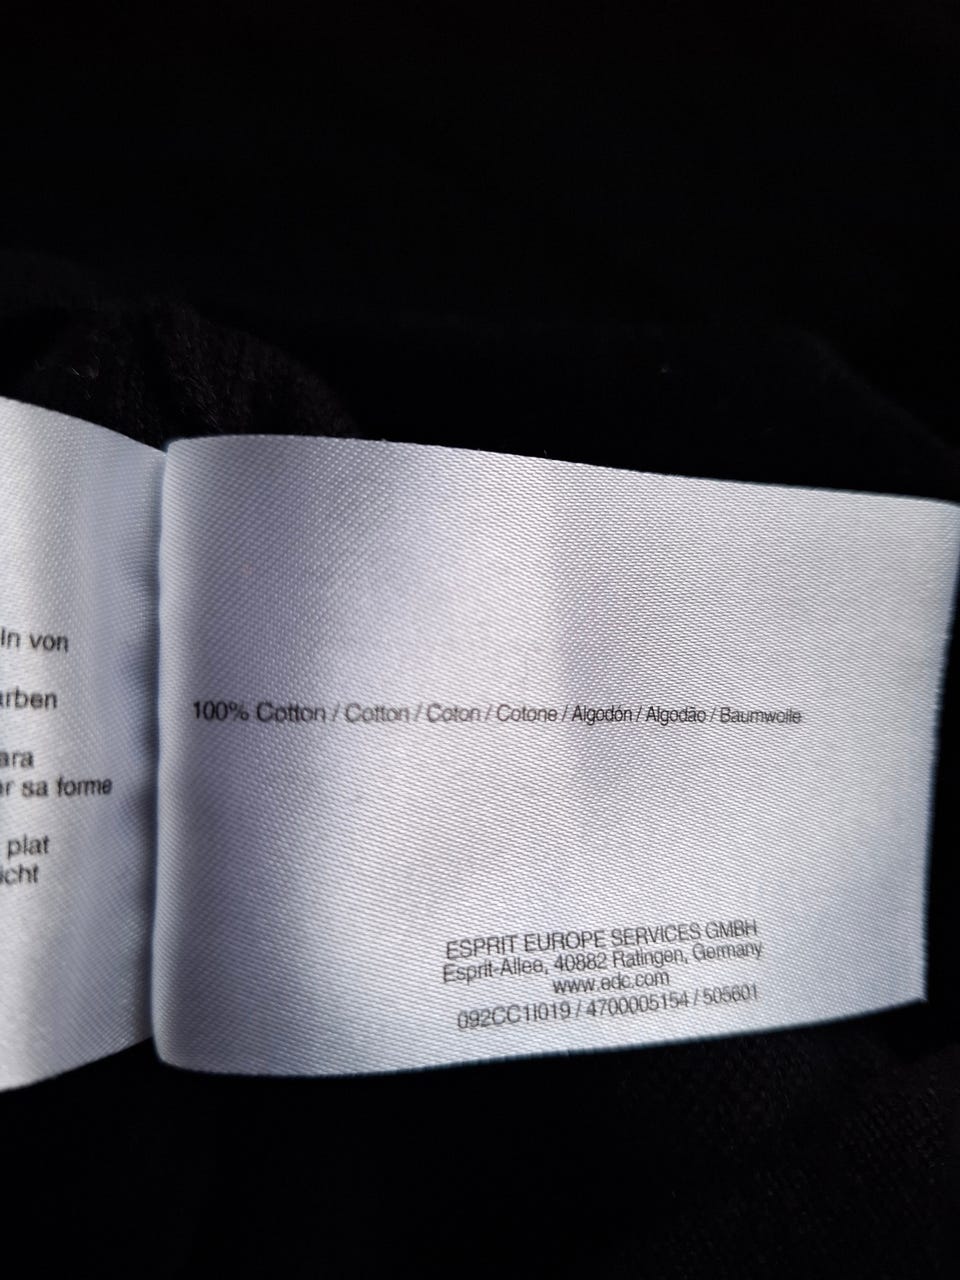 ln von
arben
ara
er sa forme
plat
icht
100% Cotton / Cotton / Coton / Cotone / Algodón / Algodão / Baumwolle
ESPRIT EUROPE SERVICES GMBH
Esprit-Allee, 40882 Ratingen, Germany
www.edc.com
092CC1I019 / 4700005154 / 505601